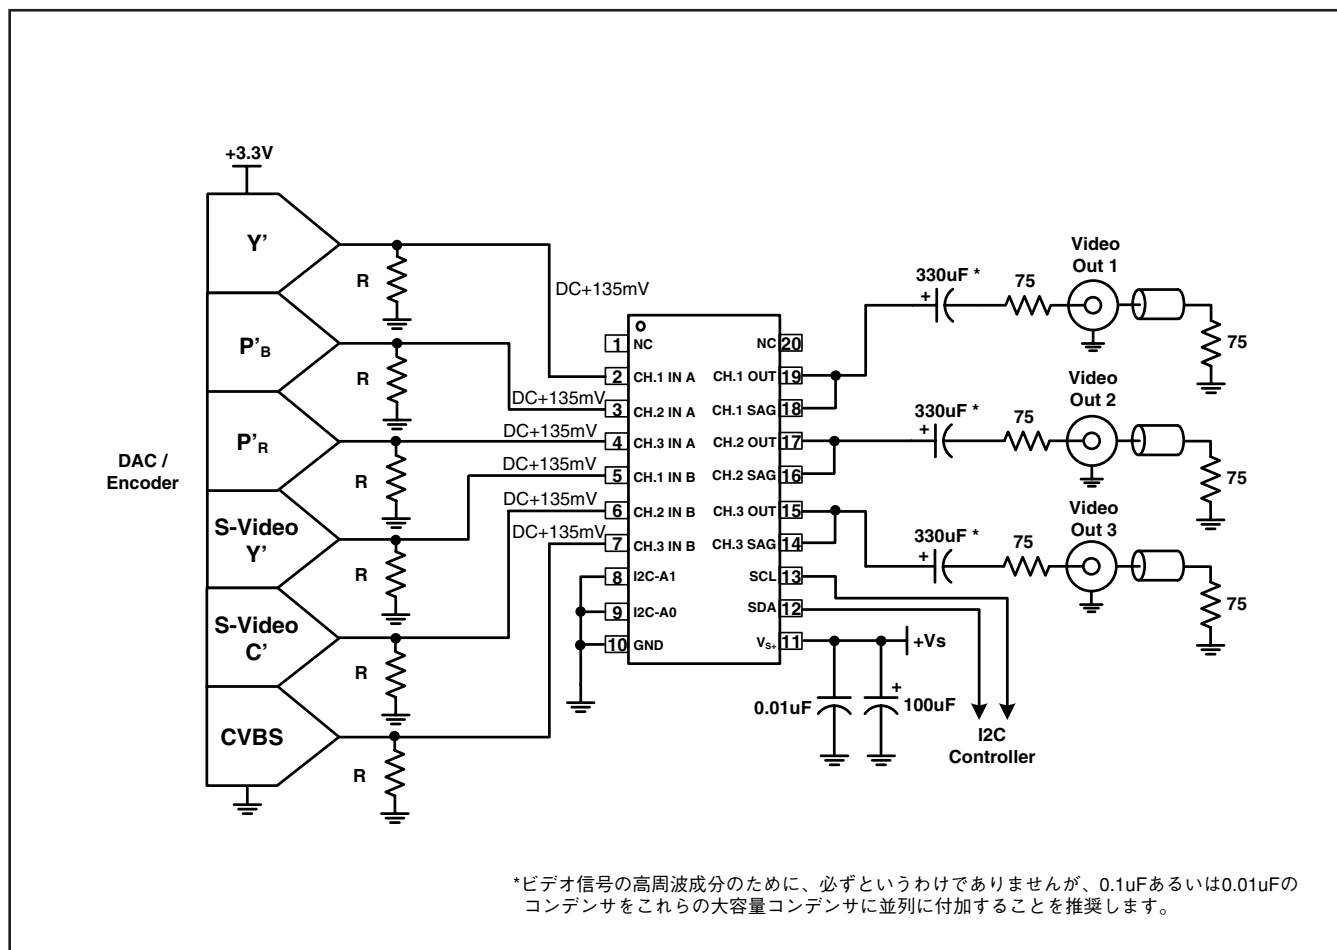 +3.3V
Y'
R
DC+135mV
P'B
R
DC+135mV
P'R
R
DC+135mV
DAC /
Encoder
S-Video
Y'
R
DC+135mV
S-Video
C'
R
DC+135mV
CVBS
R
DC+135mV
1 NC
2 CH.1 IN A
3 CH.2 IN A
4 CH.3 IN A
5 CH.1 IN B
6 CH.2 IN B
7 CH.3 IN B
8 I2C-A1
9 I2C-A0
10 GND
NC 20
CH.1 OUT 19
CH.1 SAG 18
CH.2 OUT 17
CH.2 SAG 16
CH.3 OUT 15
CH.3 SAG 14
SCL 13
SDA 12
VS+ 11
+Vs
0.01uF
+
100uF
I2C
Controller
330uF *
+
75
Video
Out 1
75
330uF *
+
75
Video
Out 2
75
330uF *
+
75
Video
Out 3
75
*ビデオ信号の高周波成分のために、必ずというわけでありませんが、0.1uFあるいは0.01uFの
コンデンサをこれらの大容量コンデンサに並列に付加することを推奨します。